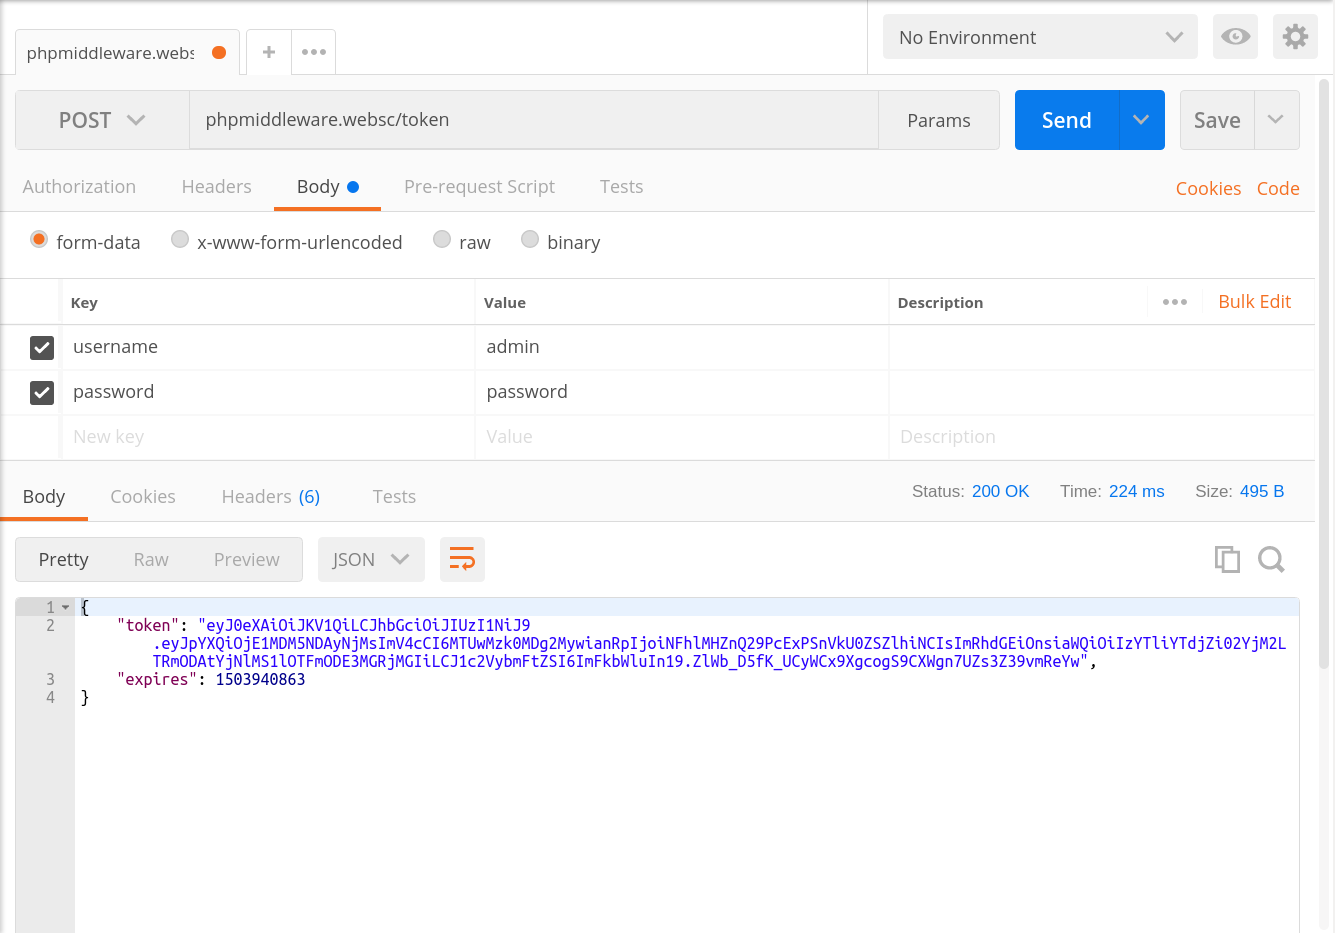 phpmiddleware.webs
No Environment
POST phpmiddleware.websc/token Params Send Save
Authorization Headers Body Pre-request Script Tests Cookies Code
form-data x-www-form-urlencoded raw binary
Key Value Description Bulk Edit
username admin
password password
New key Value Description
Body Cookies Headers (6) Tests Status: 200 OK Time: 224 ms Size: 495 B
Pretty Raw Preview JSON
1 {
2 "token": "eyJ0eXAiOiJKV1QiLCJhbGciOiJIUzI1NiJ9
.eyJpYXQiOjE1MDM5NDAyNjMsImV4cCI6MTUwMzk0MDg2MywianRpIjoiNFhlMHZnQ29PcExPSnVkU0ZSZlhiNCIsImRhdGEiOnsiaWQiOiIzYTliYTdjZi02YjM2L
TRmODAtYjNlMS1lOTFmODE3MGRjMGIiLCJ1c2VybmFtZSI6ImFkbWluIn19.ZlWb_D5fK_UCyWCx9XgcogS9CXWgn7UZs3Z39vmReYw",
3 "expires": 1503940863
4 }